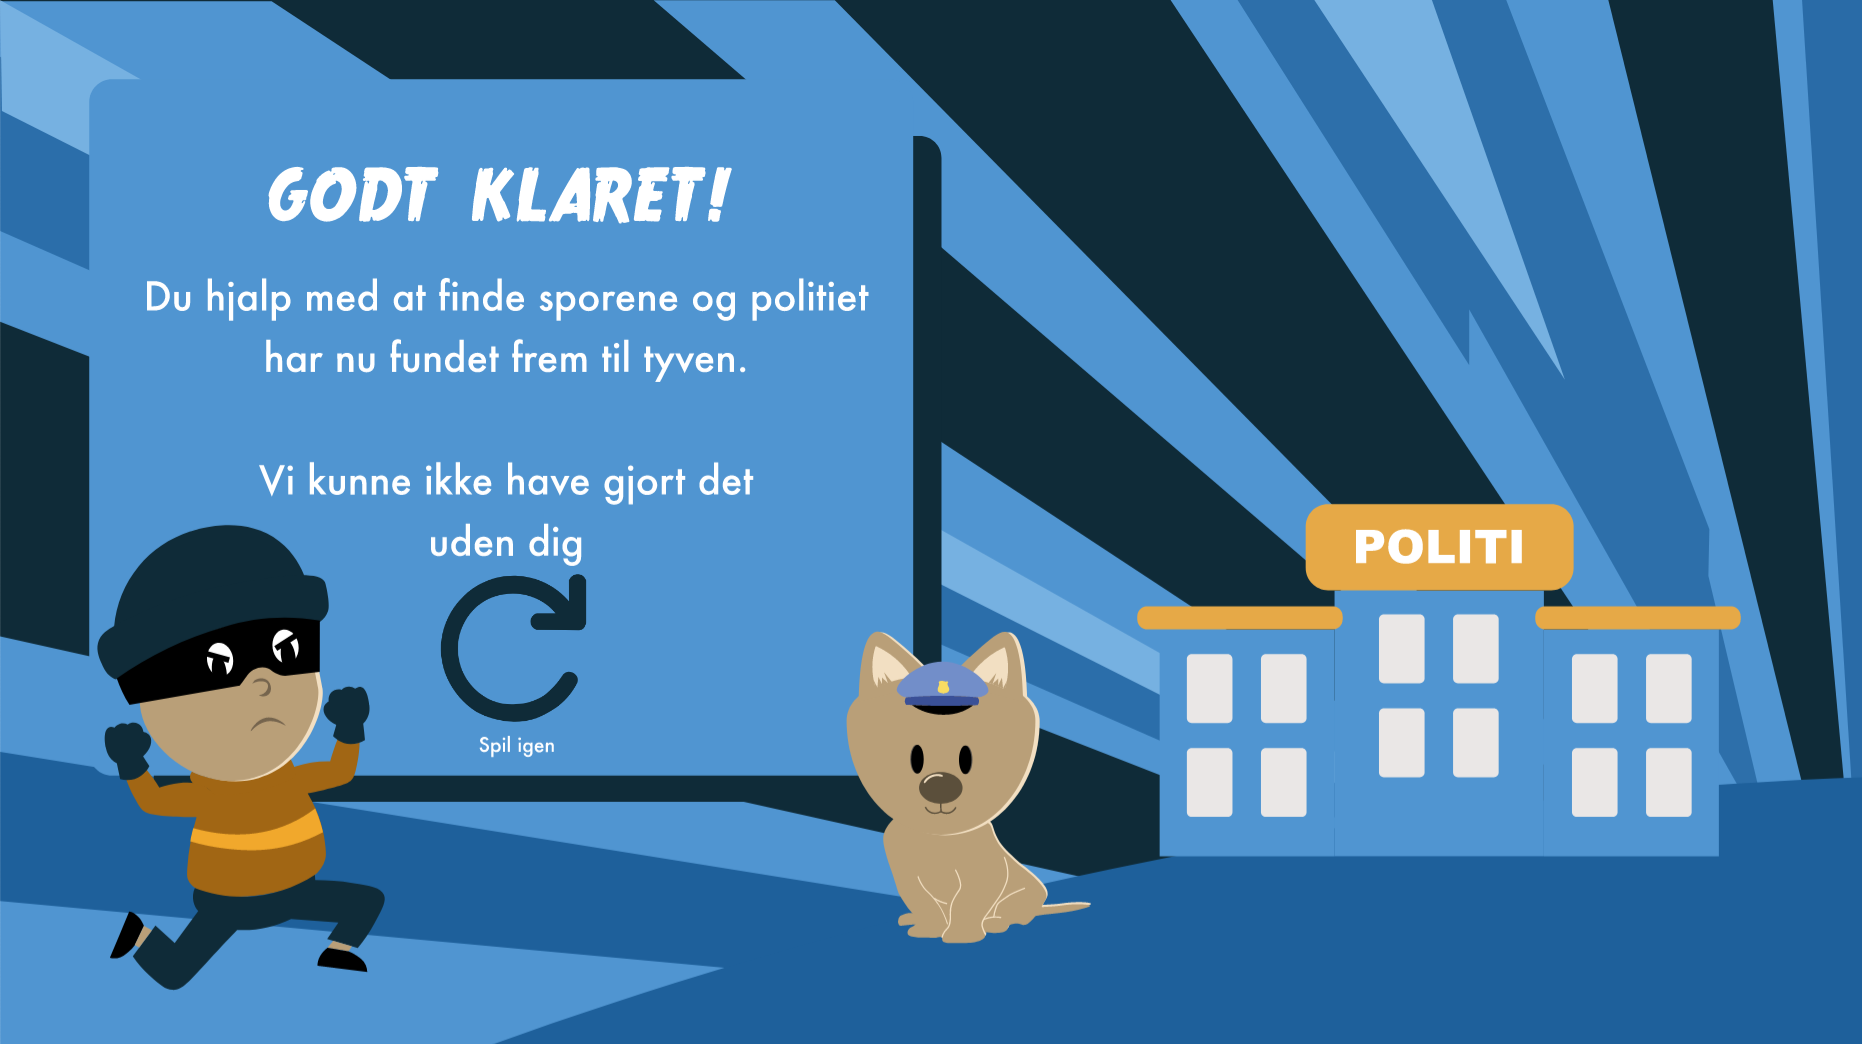 GODT KLARET!
Du hjalp med at finde sporene og politiet
har nu fundet frem til tyven.
Vi kunne ikke have gjort det
uden dig
Spil igen
POLITI